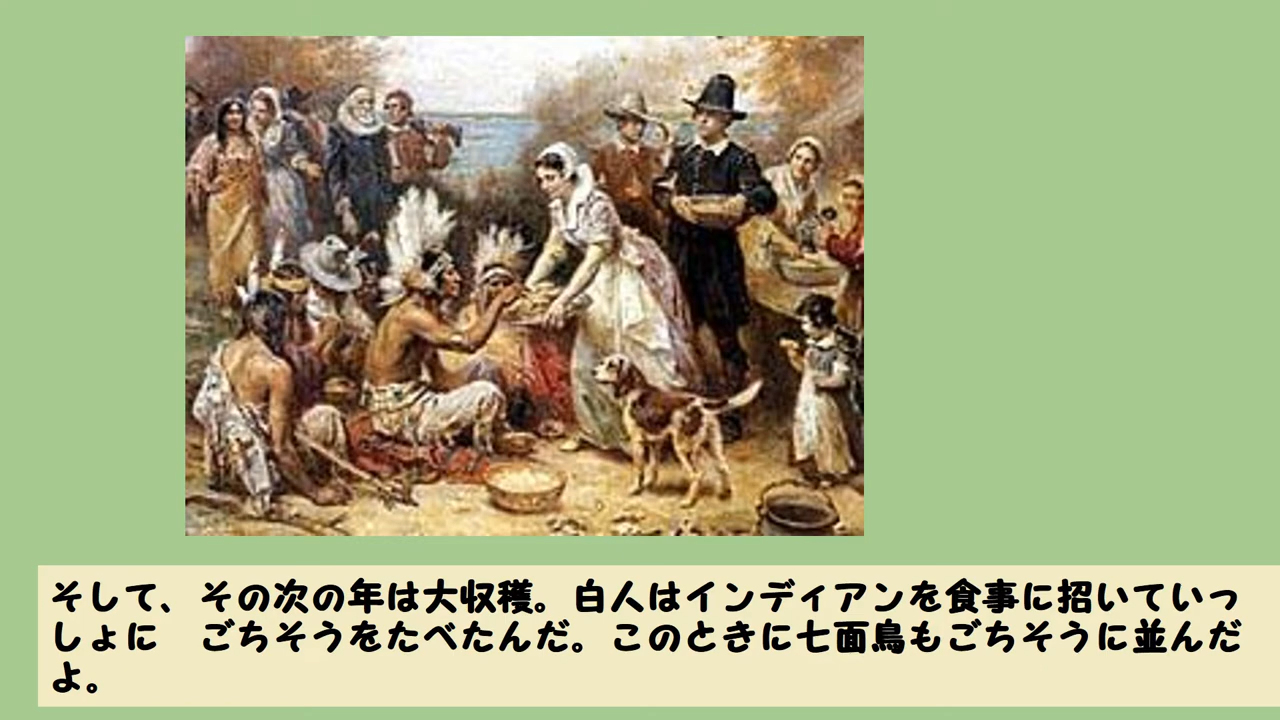 そして、その次の年は大収穫。白人はインディアンを食事に招いていっ
しょに　ごちそうをたべたんだ。このときに七面鳥もごちそうに並んだ
よ。